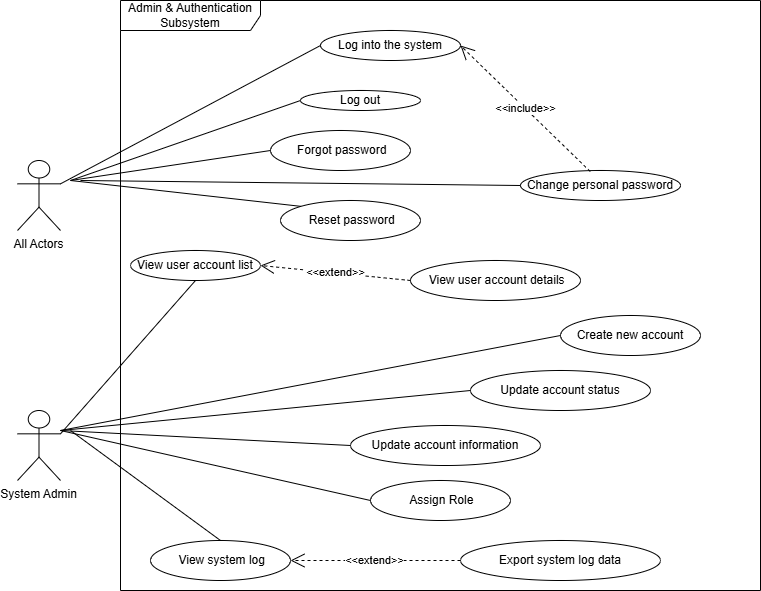 Admin & Authentication
Subsystem
Log into the system
Log out
<<include>>
Forgot password
Change personal password
Reset password
All Actors
View user account list
<<extend>>
View user account details
Create new account
Update account status
Update account information
System Admin
Assign Role
View system log
<<extend>>
Export system log data